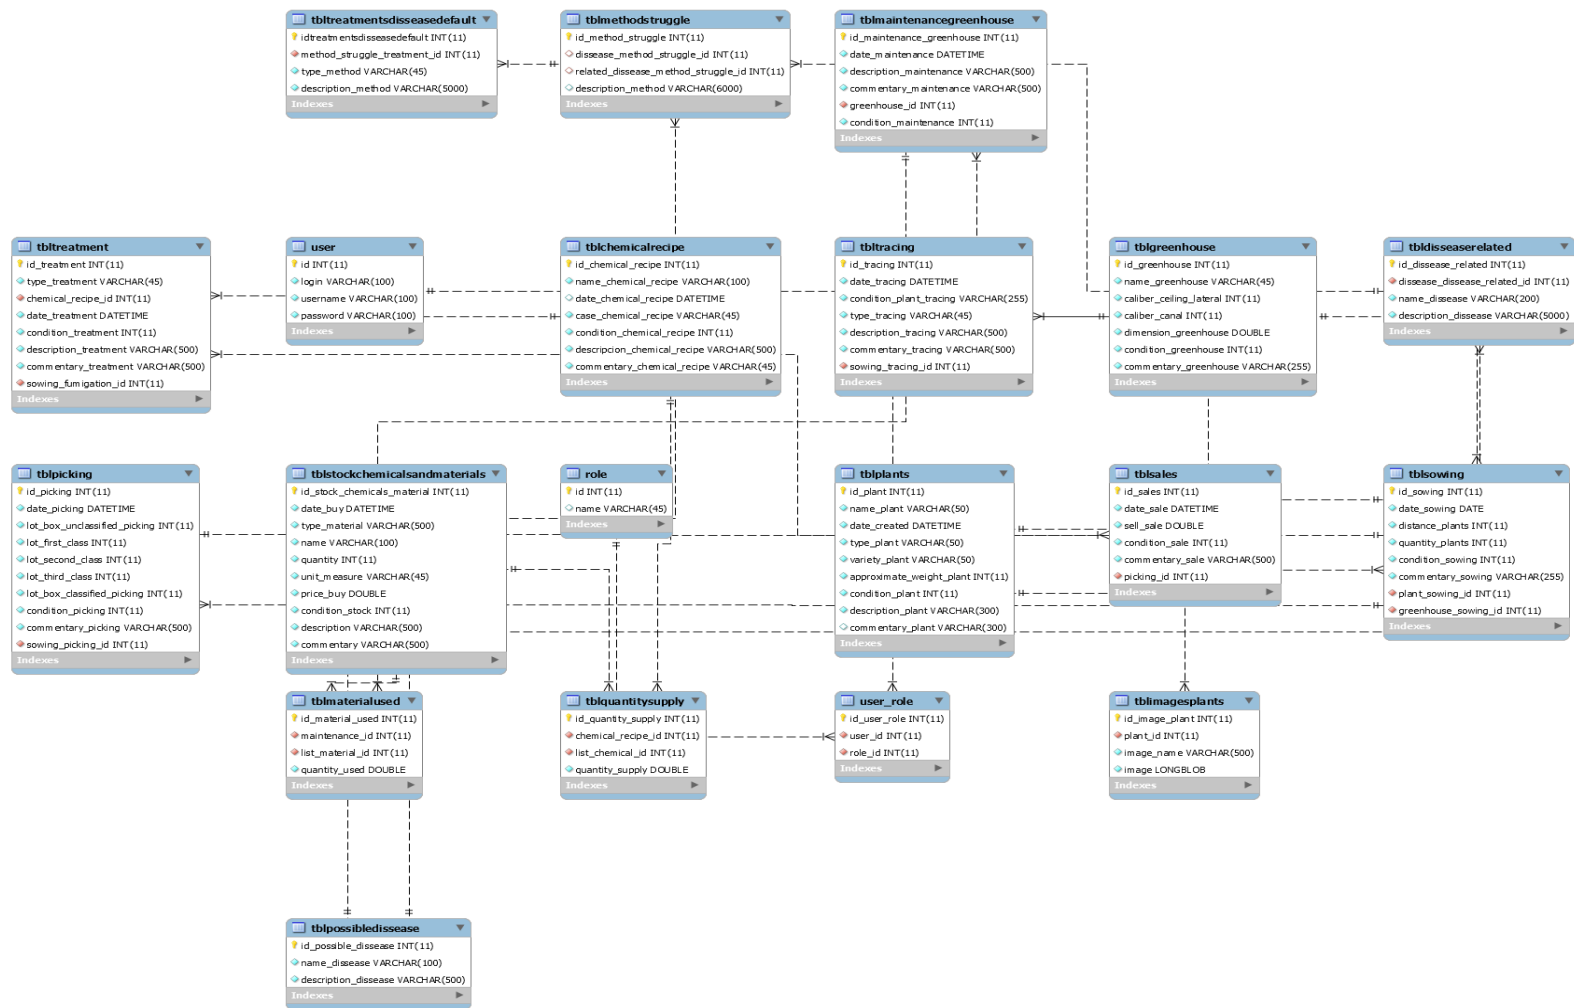 tbltreatmentsdisseasedefault
idtreatmentsdisseasedefault INT(11)
method_struggle_treatment_id INT(11)
type_method VARCHAR(45)
description_method VARCHAR(5000)
Indexes
tblmethodstruggle
id_method_struggle INT(11)
dissease_method_struggle_id INT(11)
related_dissease_method_struggle_id INT(11)
description_method VARCHAR(6000)
Indexes
tblmaintenancegreenhouse
id_maintenance_greenhouse INT(11)
date_maintenance DATETIME
description_maintenance VARCHAR(500)
commentary_maintenance VARCHAR(500)
greenhouse_id INT(11)
condition_maintenance INT(11)
Indexes
tbltreatment
id_treatment INT(11)
type_treatment VARCHAR(45)
chemical_recipe_id INT(11)
date_treatment DATETIME
condition_treatment INT(11)
description_treatment VARCHAR(500)
commentary_treatment VARCHAR(500)
sowing_fumigation_id INT(11)
Indexes
user
id INT(11)
login VARCHAR(100)
username VARCHAR(100)
password VARCHAR(100)
Indexes
tblchemicalrecipe
id_chemical_recipe INT(11)
name_chemical_recipe VARCHAR(100)
date_chemical_recipe DATETIME
case_chemical_recipe VARCHAR(45)
condition_chemical_recipe INT(11)
descripcion_chemical_recipe VARCHAR(500)
commentary_chemical_recipe VARCHAR(45)
Indexes
tbltracing
id_tracing INT(11)
date_tracing DATETIME
condition_plant_tracing VARCHAR(255)
type_tracing VARCHAR(45)
description_tracing VARCHAR(500)
commentary_tracing VARCHAR(500)
sowing_tracing_id INT(11)
Indexes
tblgreenhouse
id_greenhouse INT(11)
name_greenhouse VARCHAR(45)
caliber_ceiling_lateral INT(11)
caliber_canal INT(11)
dimension_greenhouse DOUBLE
condition_greenhouse INT(11)
commentary_greenhouse VARCHAR(255)
Indexes
tbldisseaserelated
id_dissease_related INT(11)
dissease_dissease_related_id INT(11)
name_dissease VARCHAR(200)
description_dissease VARCHAR(5000)
Indexes
tblpicking
id_picking INT(11)
date_picking DATETIME
lot_box_unclassified_picking INT(11)
lot_first_class INT(11)
lot_second_class INT(11)
lot_third_class INT(11)
lot_box_classified_picking INT(11)
condition_picking INT(11)
commentary_picking VARCHAR(500)
sowing_picking_id INT(11)
Indexes
tblstockchemicalsandmaterials
id_stock_chemicals_material INT(11)
date_buy DATETIME
type_material VARCHAR(500)
name VARCHAR(100)
quantity INT(11)
unit_measure VARCHAR(45)
price_buy DOUBLE
condition_stock INT(11)
description VARCHAR(500)
commentary VARCHAR(500)
Indexes
role
id INT(11)
name VARCHAR(45)
Indexes
tblplants
id_plant INT(11)
name_plant VARCHAR(50)
date_created DATETIME
type_plant VARCHAR(50)
variety_plant VARCHAR(50)
approximate_weight_plant INT(11)
condition_plant INT(11)
description_plant VARCHAR(300)
commentary_plant VARCHAR(300)
Indexes
tblsales
id_sales INT(11)
date_sale DATETIME
sell_sale DOUBLE
condition_sale INT(11)
commentary_sale VARCHAR(500)
picking_id INT(11)
Indexes
tblsowing
id_sowing INT(11)
date_sowing DATE
distance_plants INT(11)
quantity_plants INT(11)
condition_sowing INT(11)
commentary_sowing VARCHAR(255)
plant_sowing_id INT(11)
greenhouse_sowing_id INT(11)
Indexes
tblmaterialused
id_material_used INT(11)
maintenance_id INT(11)
list_material_id INT(11)
quantity_used DOUBLE
Indexes
tblquantitysupply
id_quantity_supply INT(11)
chemical_recipe_id INT(11)
list_chemical_id INT(11)
quantity_supply DOUBLE
Indexes
user_role
id_user_role INT(11)
user_id INT(11)
role_id INT(11)
Indexes
tblimagesplants
id_image_plant INT(11)
plant_id INT(11)
image_name VARCHAR(500)
image LONGBLOB
Indexes
tblpossibledissease
id_possible_dissease INT(11)
name_dissease VARCHAR(100)
description_dissease VARCHAR(500)
Indexes